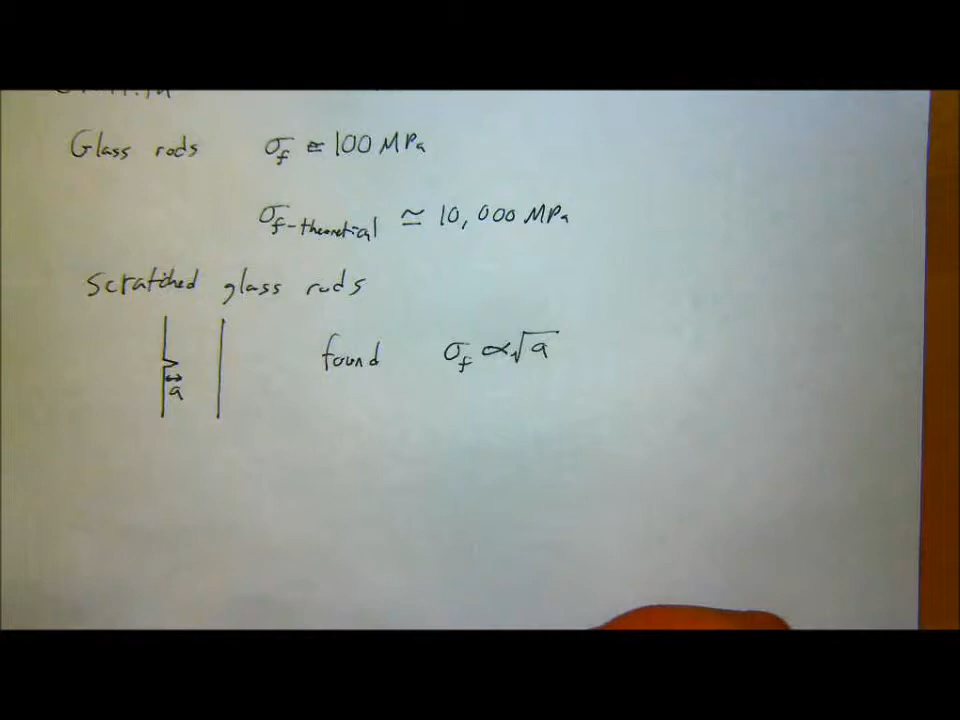 Glass rods σf ≅ 100 MPa
σf-theoretical ≃ 10,000 MPa
Scratched glass rods
found σf ∝ √a
a